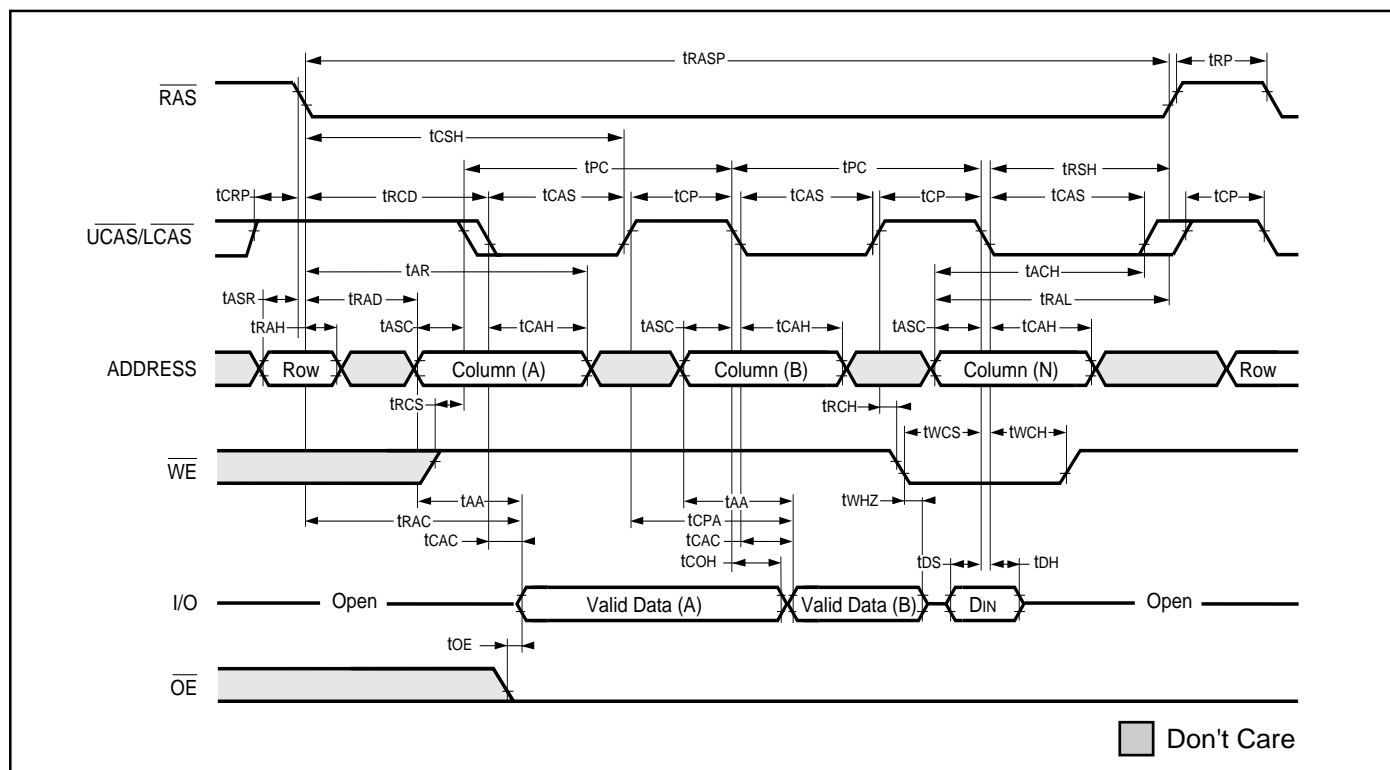 tRASP tRP
RAS
tCSH
tPC tPC tRSH
tCRP tRCD tCAS tCP tCAS tCP tCAS tCP
UCAS/LCAS
tAR tACH
tASR tRAD tRAL
tRAH tASC tCAH tASC tCAH tASC tCAH
ADDRESS Row Column (A) Column (B) Column (N) Row
tRCS tRCH
tWCS tWCH
WE
tAA tAA tWHZ
tRAC tCPA
tCAC tCAC
tCOH tDS tDH
I/O Open Valid Data (A) Valid Data (B) DIN Open
tOE
OE
Don't Care